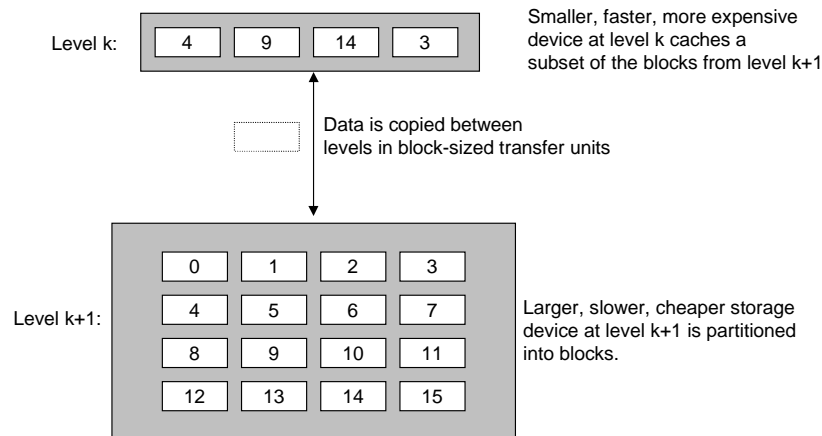 Level k:
4 9 14 3
Smaller, faster, more expensive
device at level k caches a
subset of the blocks from level k+1
Data is copied between
levels in block-sized transfer units
Level k+1:
0 1 2 3
4 5 6 7
8 9 10 11
12 13 14 15
Larger, slower, cheaper storage
device at level k+1 is partitioned
into blocks.